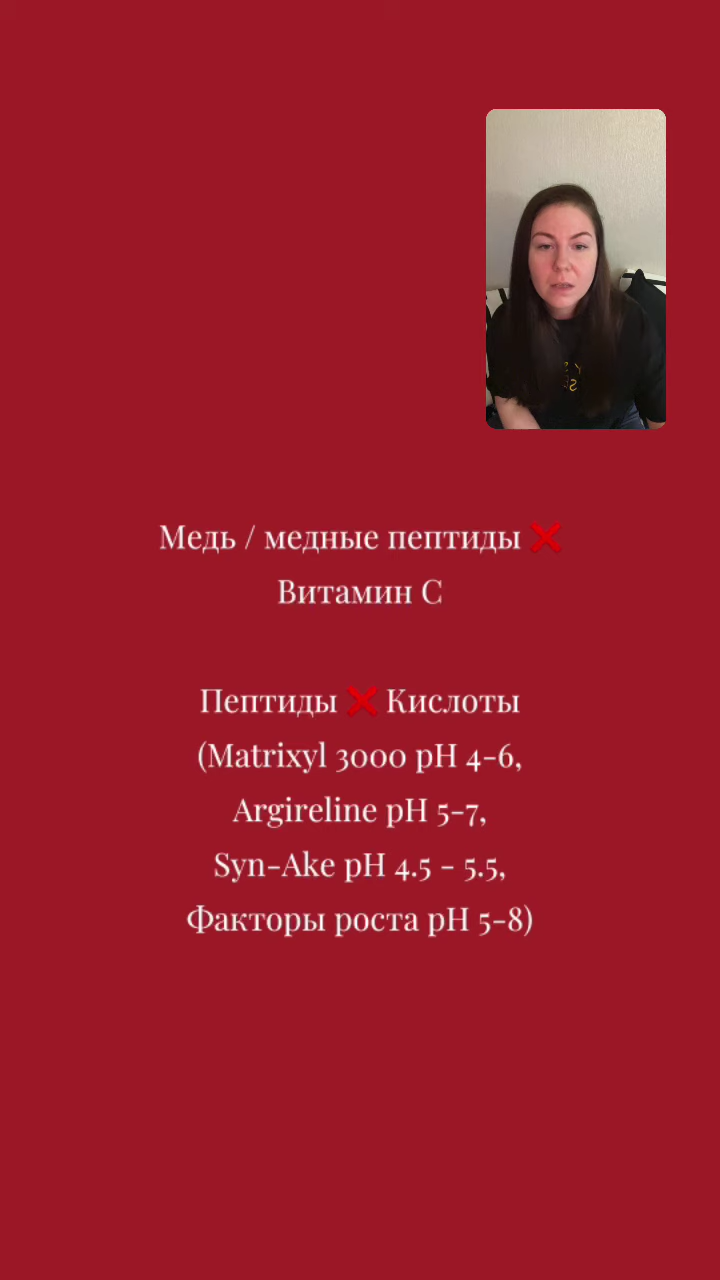 Медь / медные пептиды ❌
Витамин С
Пептиды ❌ Кислоты
(Matrixyl 3000 pH 4-6,
Argireline pH 5-7,
Syn-Ake pH 4.5 - 5.5,
Факторы роста pH 5-8)